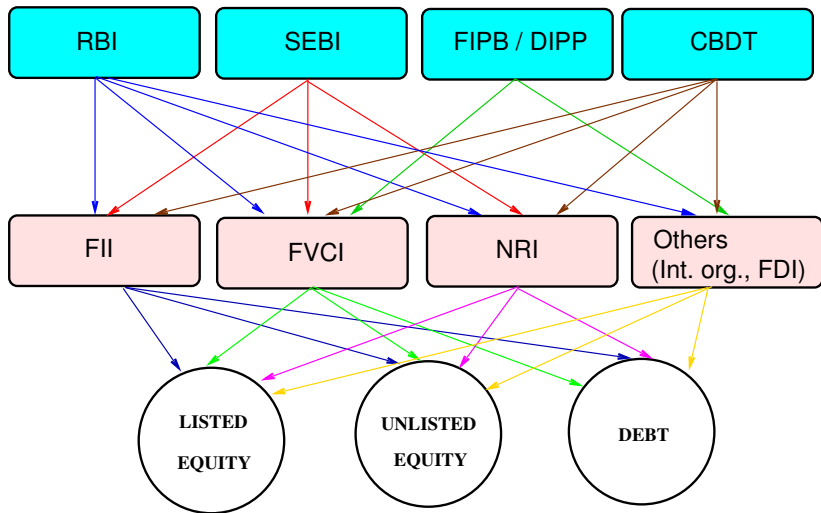 RBI
SEBI
FIPB / DIPP
CBDT
FII
FVCI
NRI
Others
(Int. org., FDI)
LISTED
EQUITY
UNLISTED
EQUITY
DEBT